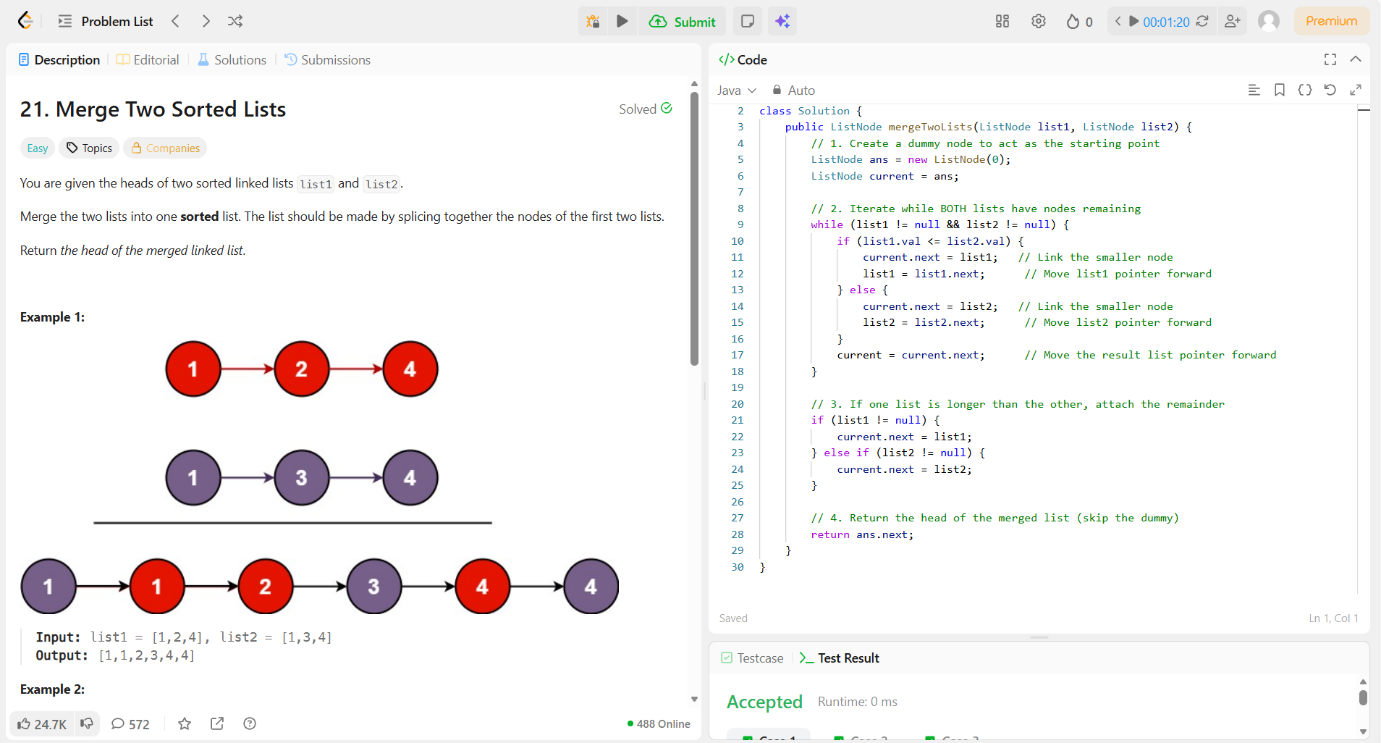 Problem List
Submit
0
00:01:20
Premium
Description
Editorial
Solutions
Submissions
21. Merge Two Sorted Lists
Solved
Easy
Topics
Companies
You are given the heads of two sorted linked lists list1 and list2.
Merge the two lists into one sorted list. The list should be made by splicing together the nodes of the first two lists.
Return the head of the merged linked list.
Example 1:
1 2 4
1 3 4
1 1 2 3 4 4
Input: list1 = [1,2,4], list2 = [1,3,4]
Output: [1,1,2,3,4,4]
Example 2:
24.7K
572
488 Online
</> Code
Java
Auto
2 class Solution {
3     public ListNode mergeTwoLists(ListNode list1, ListNode list2) {
4         // 1. Create a dummy node to act as the starting point
5         ListNode ans = new ListNode(0);
6         ListNode current = ans;
7
8         // 2. Iterate while BOTH lists have nodes remaining
9         while (list1 != null && list2 != null) {
10             if (list1.val <= list2.val) {
11                 current.next = list1;   // Link the smaller node
12                 list1 = list1.next;      // Move list1 pointer forward
13             } else {
14                 current.next = list2;   // Link the smaller node
15                 list2 = list2.next;      // Move list2 pointer forward
16             }
17             current = current.next;      // Move the result list pointer forward
18         }
19
20         // 3. If one list is longer than the other, attach the remainder
21         if (list1 != null) {
22             current.next = list1;
23         } else if (list2 != null) {
24             current.next = list2;
25         }
26
27         // 4. Return the head of the merged list (skip the dummy)
28         return ans.next;
29     }
30 }
Saved
Ln 1, Col 1
Testcase
Test Result
Accepted
Runtime: 0 ms
Case 1
Case 2
Case 3